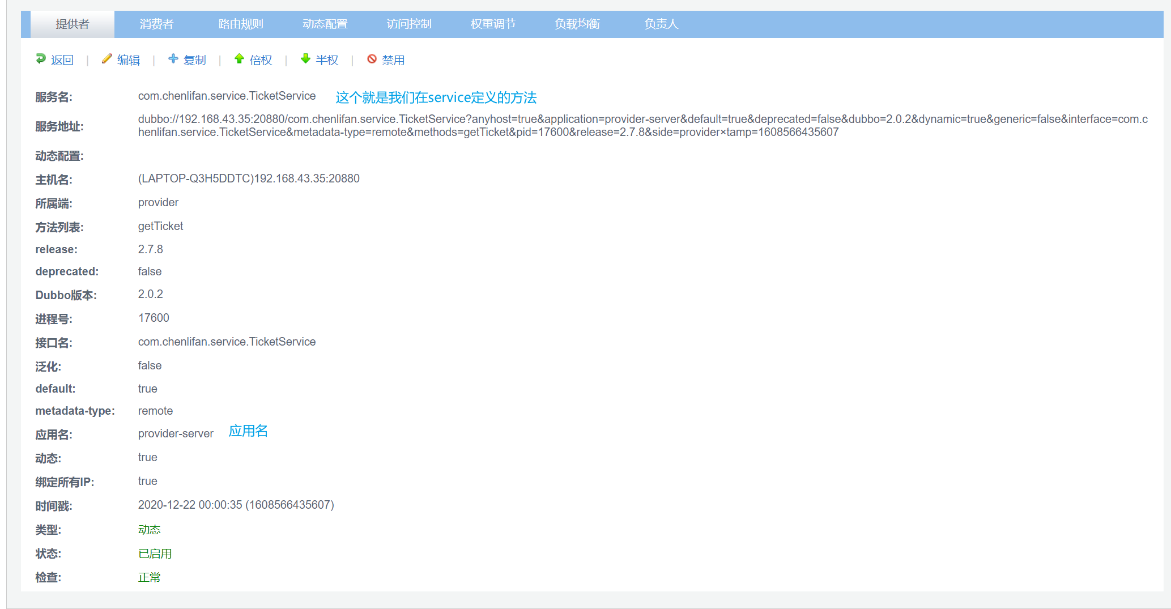 提供者 消费者 路由规则 动态配置 访问控制 权重调节 负载均衡 负责人
返回 | 编辑 | 复制 | 倍权 | 半权 | 禁用
服务名: com.chenlifan.service.TicketService 这个就是我们在service定义的方法
服务地址: dubbo://192.168.43.35:20880/com.chenlifan.service.TicketService?anyhost=true&application=provider-server&default=true&deprecated=false&dubbo=2.0.2&dynamic=true&generic=false&interface=com.c
henlifan.service.TicketService&metadata-type=remote&methods=getTicket&pid=17600&release=2.7.8&side=provider×tamp=1608566435607
动态配置:
主机名: (LAPTOP-Q3H5DDTC)192.168.43.35:20880
所属端: provider
方法列表: getTicket
release: 2.7.8
deprecated: false
Dubbo版本: 2.0.2
进程号: 17600
接口名: com.chenlifan.service.TicketService
泛化: false
default: true
metadata-type: remote
应用名: provider-server 应用名
动态: true
绑定所有IP: true
时间戳: 2020-12-22 00:00:35 (1608566435607)
类型: 动态
状态: 已启用
检查: 正常